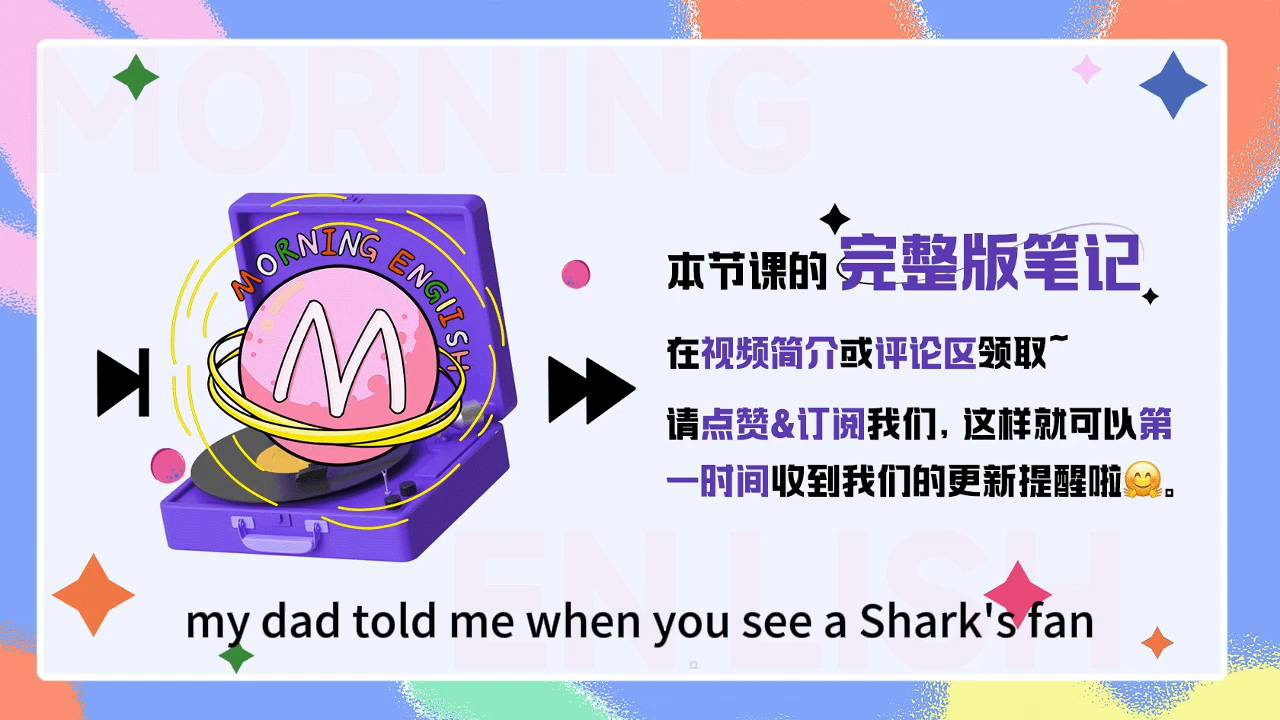 MORNING
MORNING ENGlISH
M
本节课的 完整版笔记
在视频简介或评论区领取~
请点赞&订阅我们, 这样就可以第
一时间收到我们的更新提醒啦🤗。
EN LISH
my dad told me when you see a Shark's fan